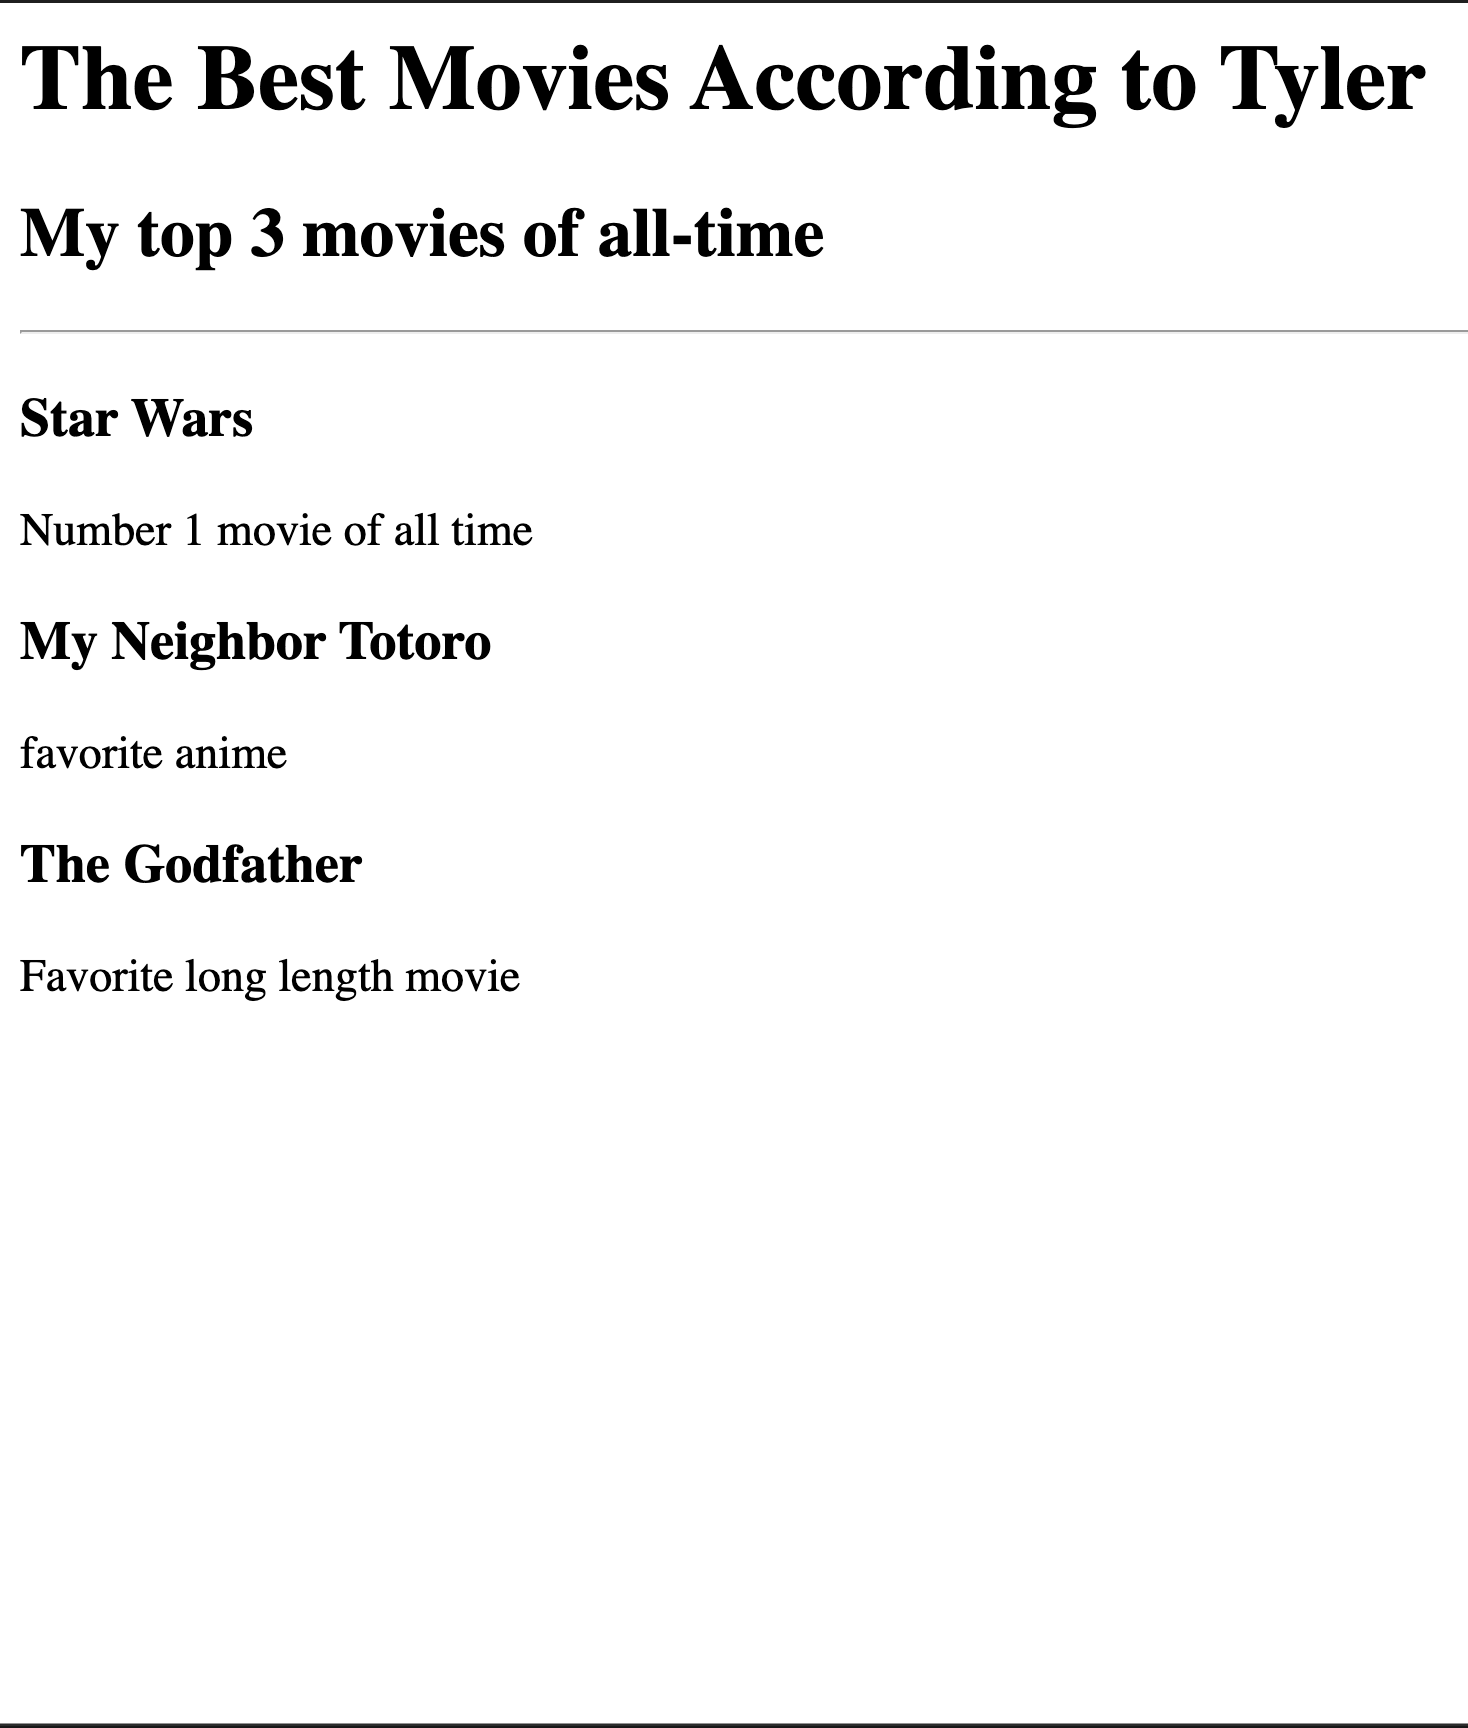 The Best Movies According to Tyler
My top 3 movies of all-time
Star Wars
Number 1 movie of all time
My Neighbor Totoro
favorite anime
The Godfather
Favorite long length movie